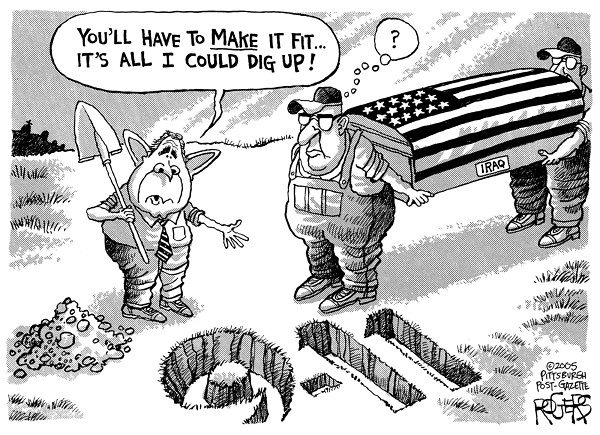 YOU'LL HAVE TO MAKE IT FIT...
IT'S ALL I COULD DIG UP!
?
IRAQ
9-11
©2005
PITTSBURGH
POST-GAZETTE
ROGERS